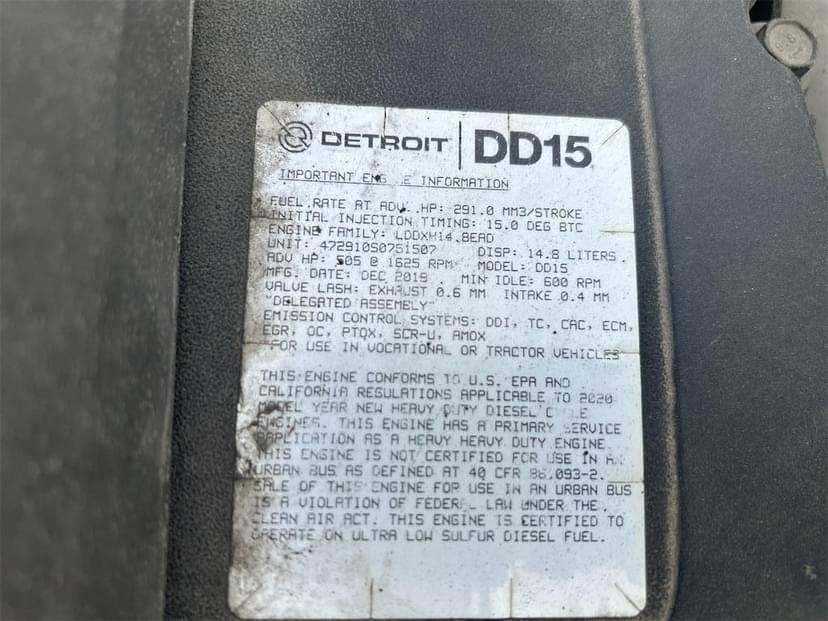 DETROIT DD15
IMPORTANT INFORMATION
FUEL RATE AT ADV. HP: 291.0 MM3/STROKE
INITIAL INJECTION TIMING: 15.0 DEG BTC
ENGINE FAMILY: LDDXH14.8EAD
UNIT: 472910S0751507 DISP: 14.8 LITERS
ADV HP: 505 @ 1625 RPM MODEL: DD15
MFG. DATE: DEC 2019 MIN IDLE: 600 RPM
VALVE LASH: EXHAUST 0.6 MM INTAKE 0.4 MM
"DELEGATED ASSEMBLY"
EMISSION CONTROL SYSTEMS: DDI, TC, CAC, ECM,
EGR, OC, PTOX, SCR-U, AMOX
FOR USE IN VOCATIONAL OR TRACTOR VEHICLES
THIS ENGINE CONFORMS TO U.S. EPA AND
CALIFORNIA REGULATIONS APPLICABLE TO 2020
MODEL YEAR NEW HEAVY DUTY DIESEL CYCLE
ENGINES. THIS ENGINE HAS A PRIMARY SERVICE
APPLICATION AS A HEAVY HEAVY DUTY ENGINE.
THIS ENGINE IS NOT CERTIFIED FOR USE IN AN
URBAN BUS AS DEFINED AT 40 CFR 86.093-2.
SALE OF THIS ENGINE FOR USE IN AN URBAN BUS
IS A VIOLATION OF FEDERAL LAW UNDER THE
CLEAN AIR ACT. THIS ENGINE IS CERTIFIED TO
OPERATE ON ULTRA LOW SULFUR DIESEL FUEL.